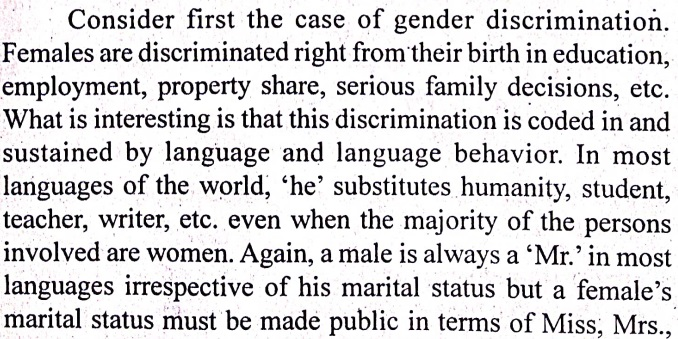 Consider first the case of gender discrimination.
Females are discriminated right from their birth in education,
employment, property share, serious family decisions, etc.
What is interesting is that this discrimination is coded in and
sustained by language and language behavior. In most
languages of the world, ‘he’ substitutes humanity, student,
teacher, writer, etc. even when the majority of the persons
involved are women. Again, a male is always a ‘Mr.’ in most
languages irrespective of his marital status but a female’s
marital status must be made public in terms of Miss, Mrs.,